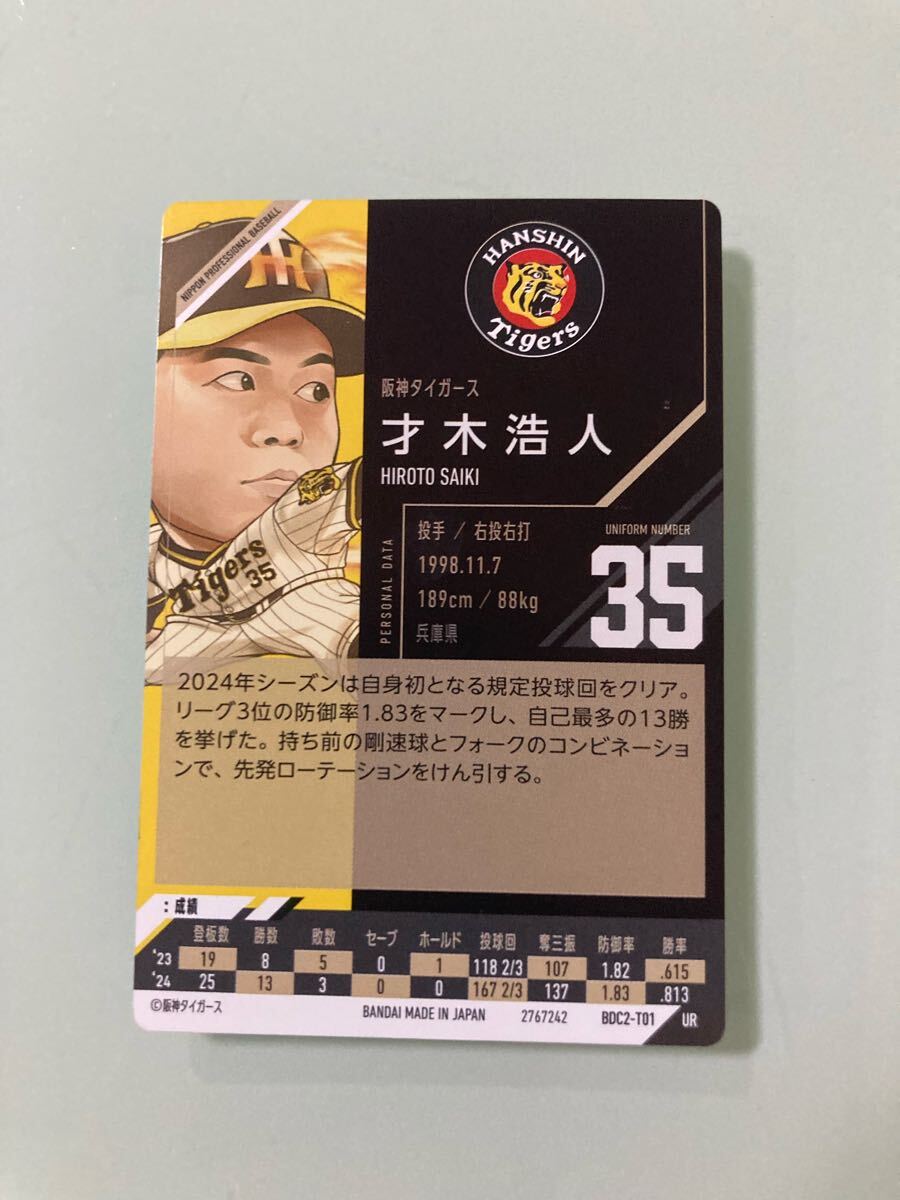 NIPPON PROFESSIONAL BASEBALL
HANSHIN
Tigers
阪神タイガース
才木浩人
HIROTO SAIKI
PERSONAL DATA
投手 / 右投右打
1998.11.7
189cm / 88kg
兵庫県
UNIFORM NUMBER
35
Tigers
35
2024年シーズンは自身初となる規定投球回をクリア。
リーグ3位の防御率1.83をマークし、自己最多の13勝
を挙げた。持ち前の剛速球とフォークのコンビネーショ
ンで、先発ローテーションをけん引する。
:成績
登板数 勝数 敗数 セーブ ホールド 投球回 奪三振 防御率 勝率
'23 19 8 5 0 1 118 2/3 107 1.82 .615
'24 25 13 3 0 0 167 2/3 137 1.83 .813
©阪神タイガース BANDAI MADE IN JAPAN 2767242 BDC2-T01 UR